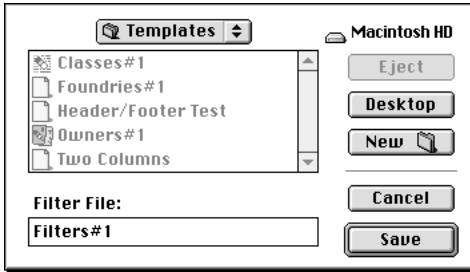 Templates
Macintosh HD
Classes#1
Foundries#1
Header/Footer Test
Owners#1
Two Columns
Eject
Desktop
New
Filter File:
Filters#1
Cancel
Save